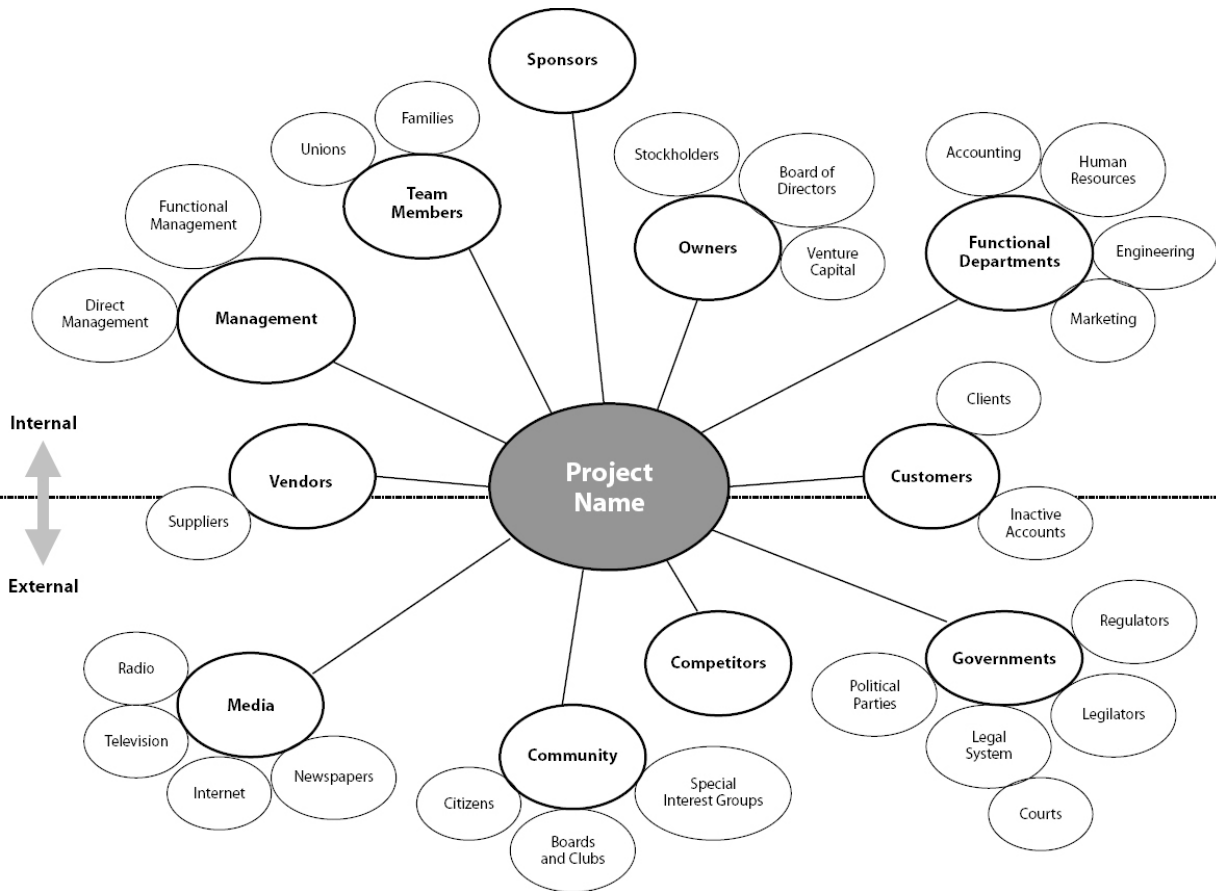 Sponsors
Families
Unions
Team
Members
Stockholders
Board of
Directors
Owners
Venture
Capital
Accounting
Human
Resources
Functional
Departments
Engineering
Marketing
Functional
Management
Direct
Management
Management
Internal
External
Vendors
Suppliers
Project
Name
Clients
Customers
Inactive
Accounts
Radio
Media
Television
Internet
Newspapers
Community
Citizens
Boards
and Clubs
Special
Interest Groups
Competitors
Governments
Regulators
Political
Parties
Legal
System
Legilators
Courts